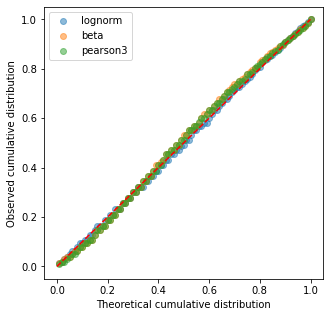 lognorm
beta
pearson3
Observed cumulative distribution
1.0
0.8
0.6
0.4
0.2
0.0
0.0 0.2 0.4 0.6 0.8 1.0
Theoretical cumulative distribution